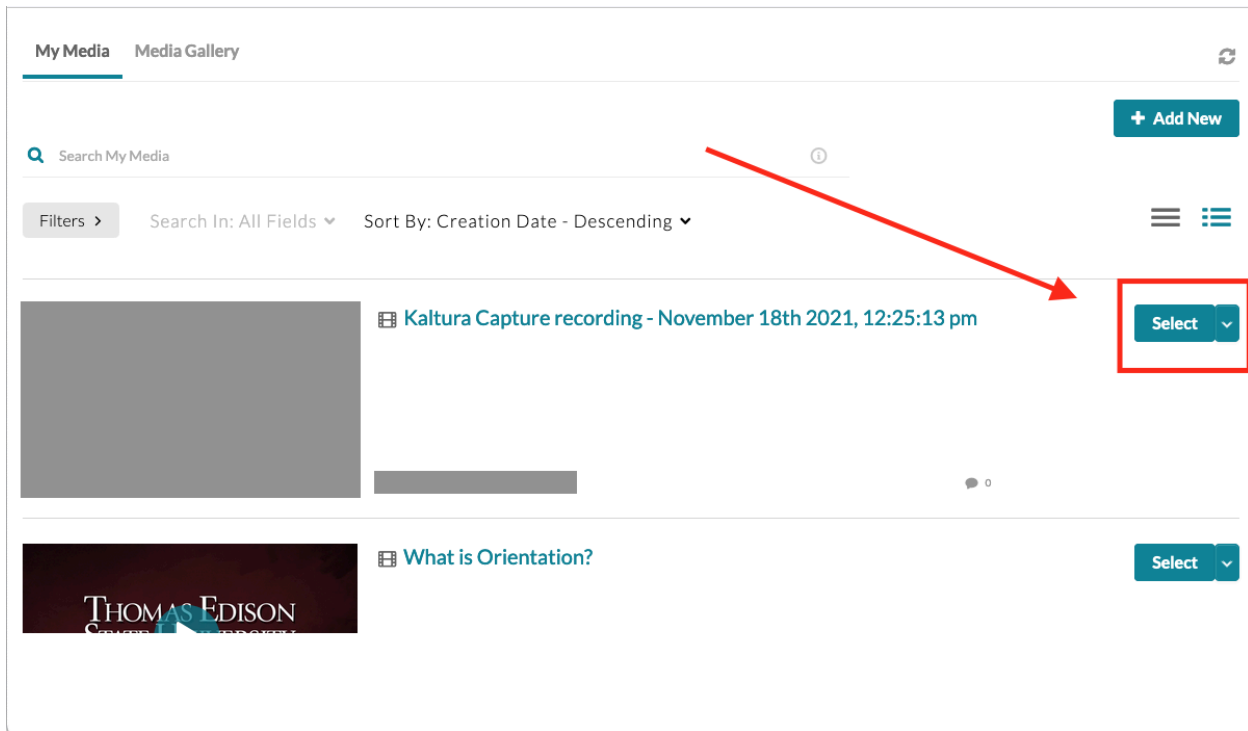 My Media Media Gallery
+ Add New
Search My Media
Filters > Search In: All Fields Sort By: Creation Date - Descending
Kaltura Capture recording - November 18th 2021, 12:25:13 pm
Select
0
What is Orientation?
Select
THOMAS EDISON